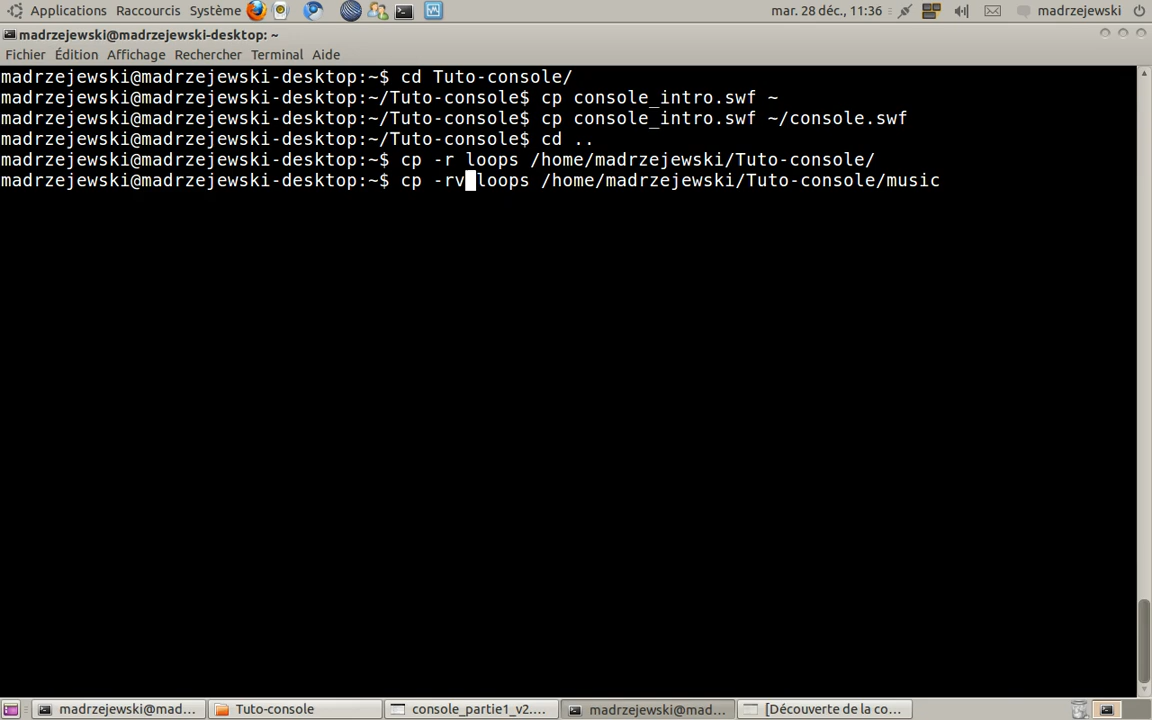 Applications Raccourcis Système mar. 28 déc., 11:36 madrzejewski
madrzejewski@madrzejewski-desktop: ~
Fichier Édition Affichage Rechercher Terminal Aide
madrzejewski@madrzejewski-desktop:~$ cd Tuto-console/
madrzejewski@madrzejewski-desktop:~/Tuto-console$ cp console_intro.swf ~
madrzejewski@madrzejewski-desktop:~/Tuto-console$ cp console_intro.swf ~/console.swf
madrzejewski@madrzejewski-desktop:~/Tuto-console$ cd ..
madrzejewski@madrzejewski-desktop:~$ cp -r loops /home/madrzejewski/Tuto-console/
madrzejewski@madrzejewski-desktop:~$ cp -rv loops /home/madrzejewski/Tuto-console/music
madrzejewski@mad... Tuto-console console_partie1_v2.... madrzejewski@mad... [Découverte de la co...